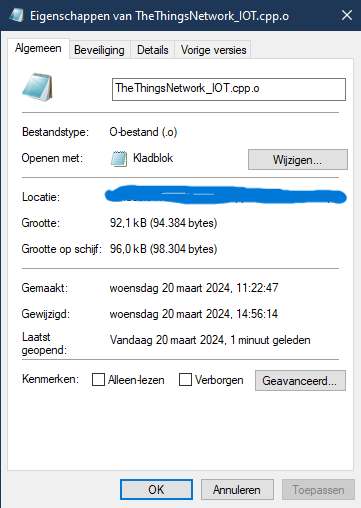 Eigenschappen van TheThingsNetwork_IOT.cpp.o
Algemeen Beveiliging Details Vorige versies
TheThingsNetwork_IOT.cpp.o
Bestandstype: O-bestand (.o)
Openen met: Kladblok Wijzigen...
Locatie:
Grootte: 92,1 kB (94.384 bytes)
Grootte op schijf: 96,0 kB (98.304 bytes)
Gemaakt: woensdag 20 maart 2024, 11:22:47
Gewijzigd: woensdag 20 maart 2024, 14:56:14
Laatst
geopend: Vandaag 20 maart 2024, 1 minuut geleden
Kenmerken: Alleen-lezen Verborgen Geavanceerd...
OK Annuleren Toepassen